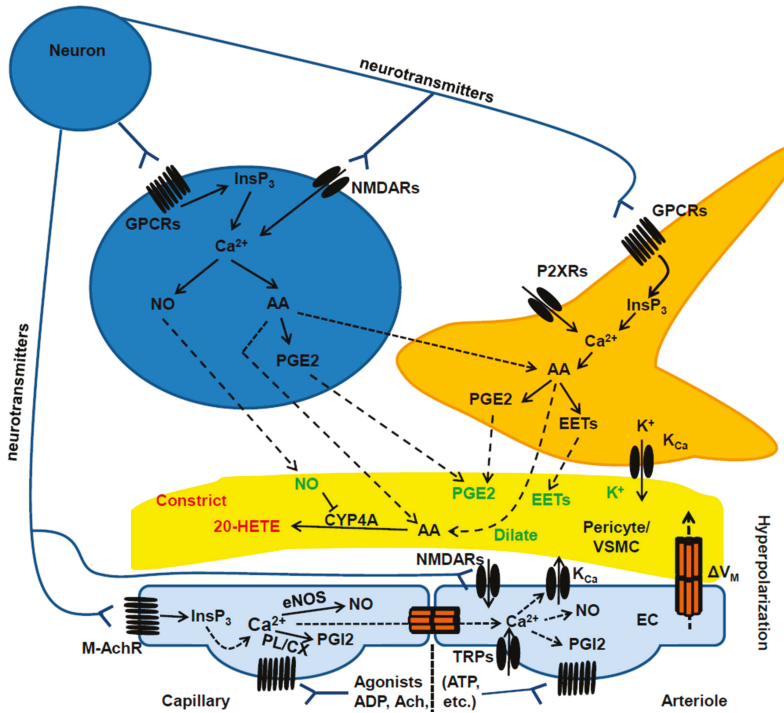 Neuron
neurotransmitters
InsP3
NMDARs
GPCRs
GPCRs
Ca2+
P2XRs
NO
AA
InsP3
Ca2+
PGE2
AA
PGE2
EETs
K+
KCa
neurotransmitters
NO
PGE2
EETs
K+
Constrict
20-HETE
CYP4A
AA
Dilate
Pericyte/
VSMC
Hyperpolarization
NMDARs
KCa
ΔVM
eNOS
NO
InsP3
Ca2+
Ca2+
NO
EC
M-AchR
PL/CX
PGI2
PGI2
TRPs
Capillary
Agonists
ADP, Ach,
(ATP,
etc.)
Arteriole